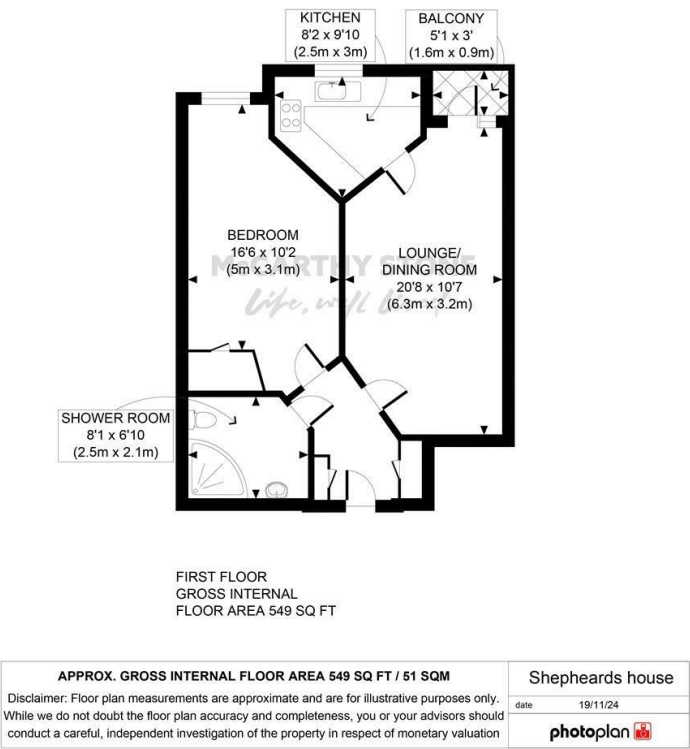 KITCHEN
8'2 x 9'10
(2.5m x 3m)
BALCONY
5'1 x 3'
(1.6m x 0.9m)
BEDROOM
16'6 x 10'2
(5m x 3.1m)
LOUNGE/
DINING ROOM
20'8 x 10'7
(6.3m x 3.2m)
McCARTHY STONE
Life, well lived
SHOWER ROOM
8'1 x 6'10
(2.5m x 2.1m)
FIRST FLOOR
GROSS INTERNAL
FLOOR AREA 549 SQ FT
APPROX. GROSS INTERNAL FLOOR AREA 549 SQ FT / 51 SQM
Disclaimer: Floor plan measurements are approximate and are for illustrative purposes only.
While we do not doubt the floor plan accuracy and completeness, you or your advisors should
conduct a careful, independent investigation of the property in respect of monetary valuation
Shepheards house
date 19/11/24
photoplan